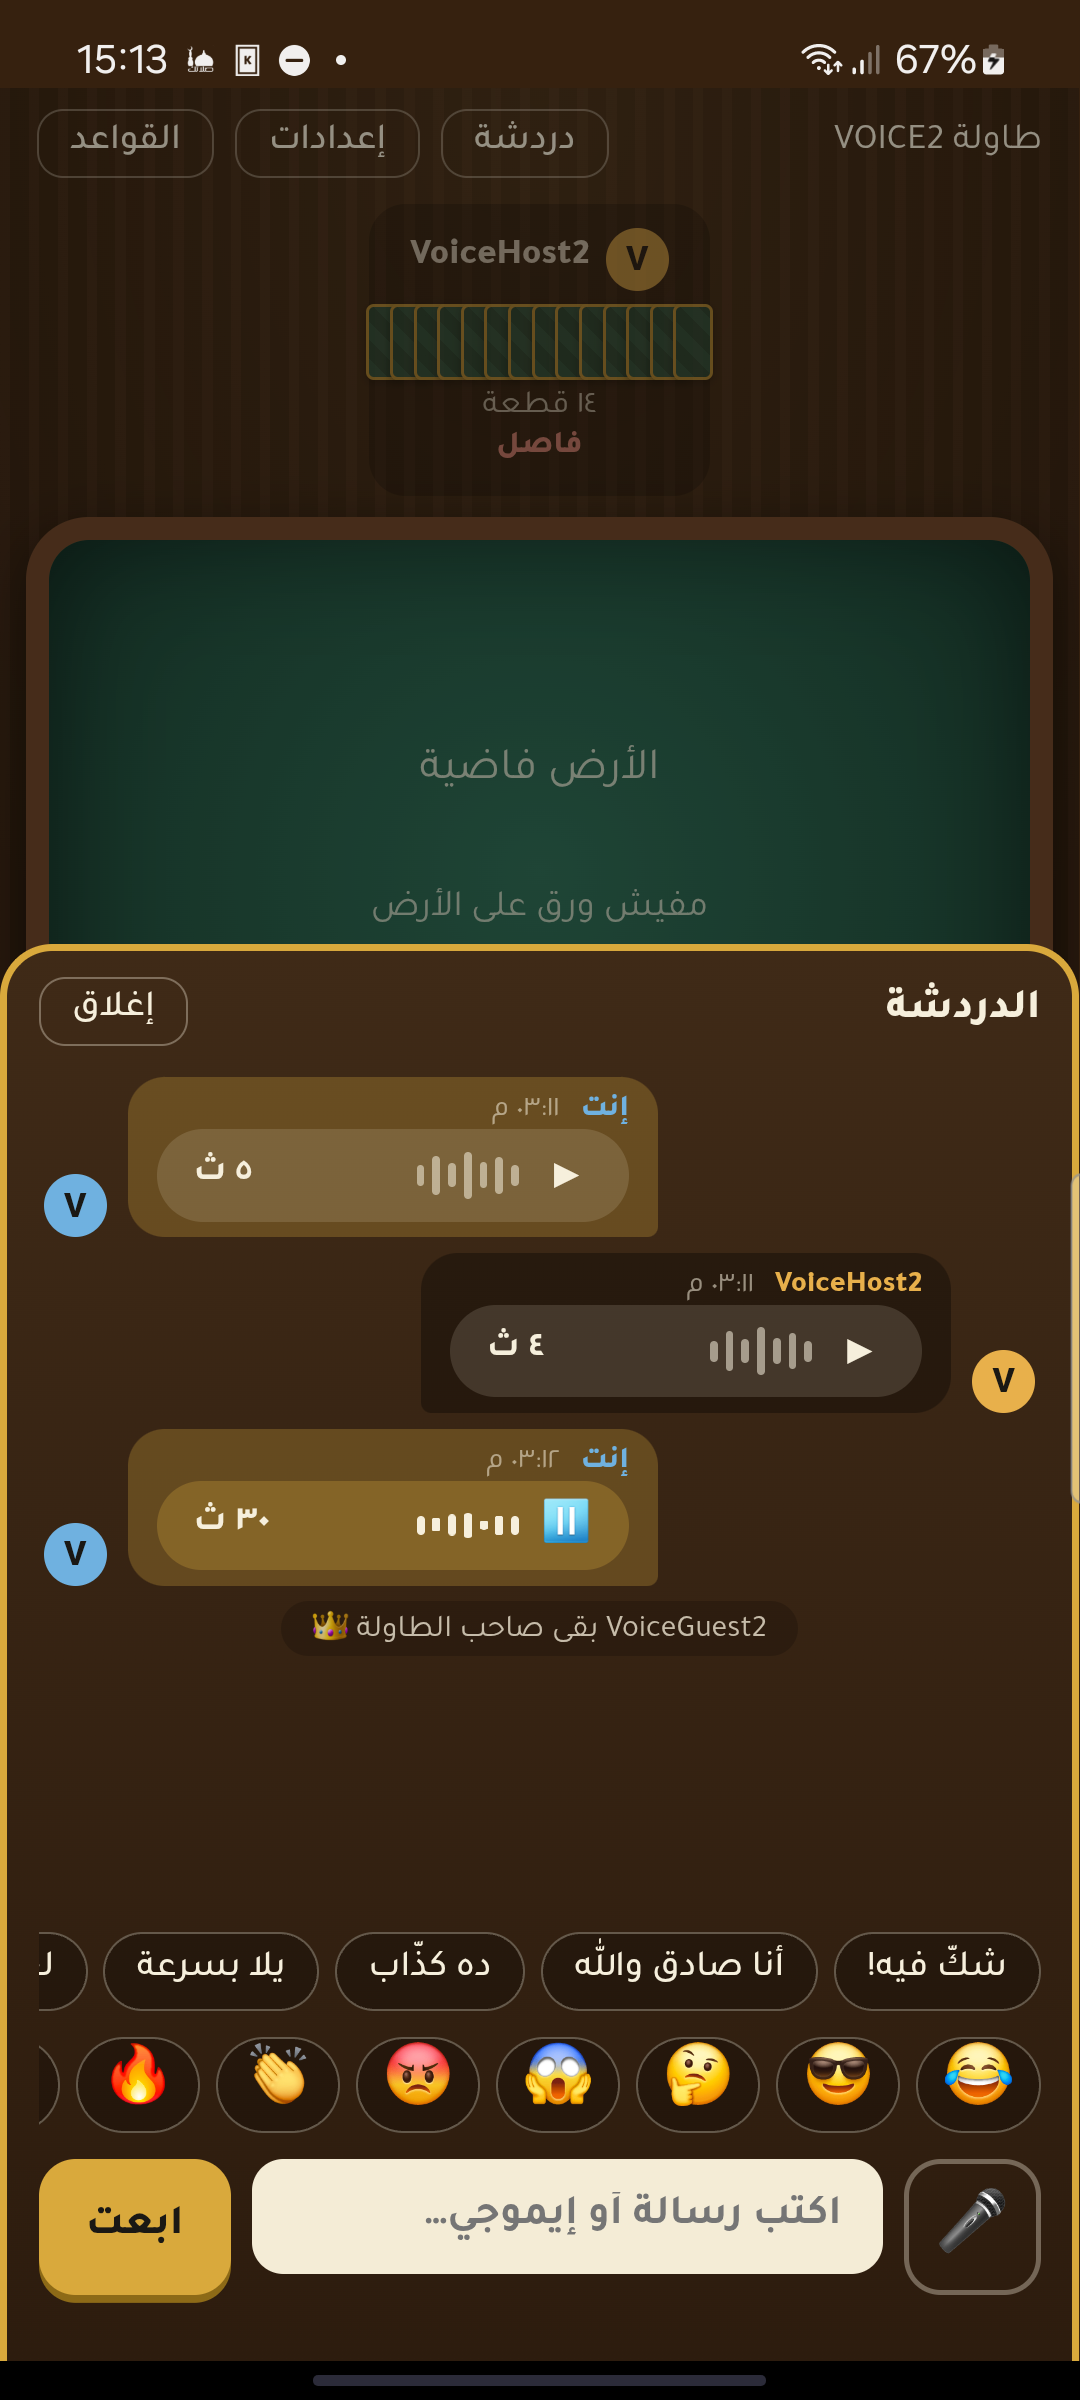 15:13 67%
طاولة VOICE2 دردشة إعدادات القواعد
V VoiceHost2
١٤ قطعة
فاصل
الأرض فاضية
مفيش ورق على الأرض
الدردشة إغلاق
إنت ٠٣:١١ م
٥ ث
V
VoiceHost2 ٠٣:١١ م
٤ ث
V
إنت ٠٣:١٢ م
٣٠ ث
V
VoiceGuest2 بقى صاحب الطاولة 👑
شكّ فيه! أنا صادق والله ده كذّاب يلا بسرعة
😂 😎 🤔 😱 😡 👏 🔥
اكتب رسالة أو إيموجي... ابعت